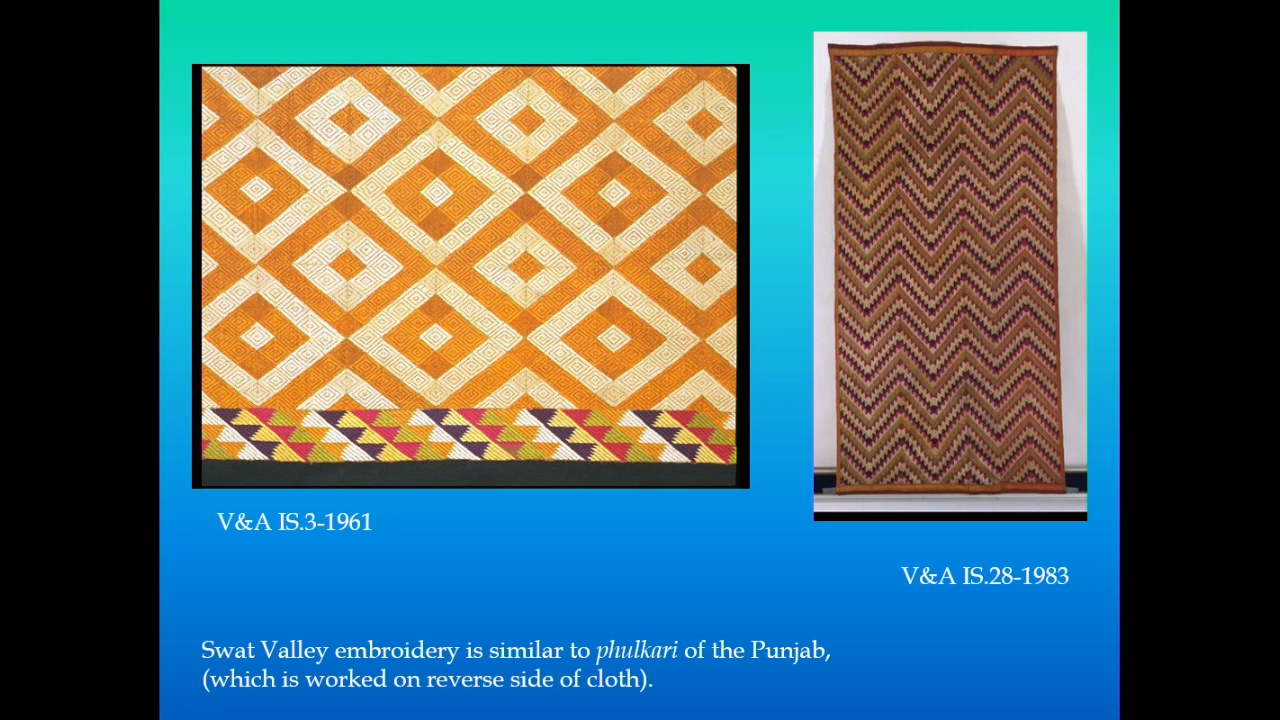 V&A IS.3-1961
V&A IS.28-1983
Swat Valley embroidery is similar to phulkari of the Punjab,
(which is worked on reverse side of cloth).